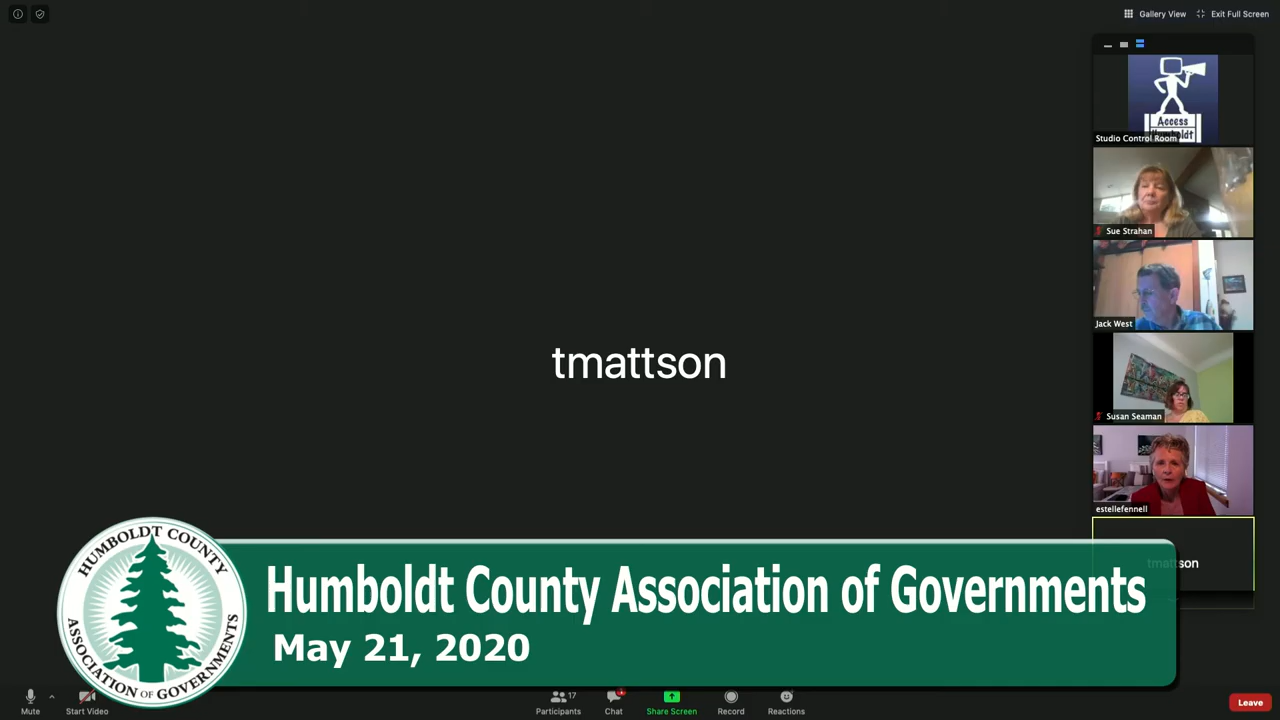 Gallery View
Exit Full Screen
Access
Humboldt
Studio Control Room
Sue Strahan
Jack West
Susan Seaman
estellefennell
tmattson
tmattson
HUMBOLDT COUNTY
ASSOCIATION OF GOVERNMENTS
Humboldt County Association of Governments
May 21, 2020
Mute
Start Video
Participants
17
Chat
Share Screen
Record
Reactions
Leave